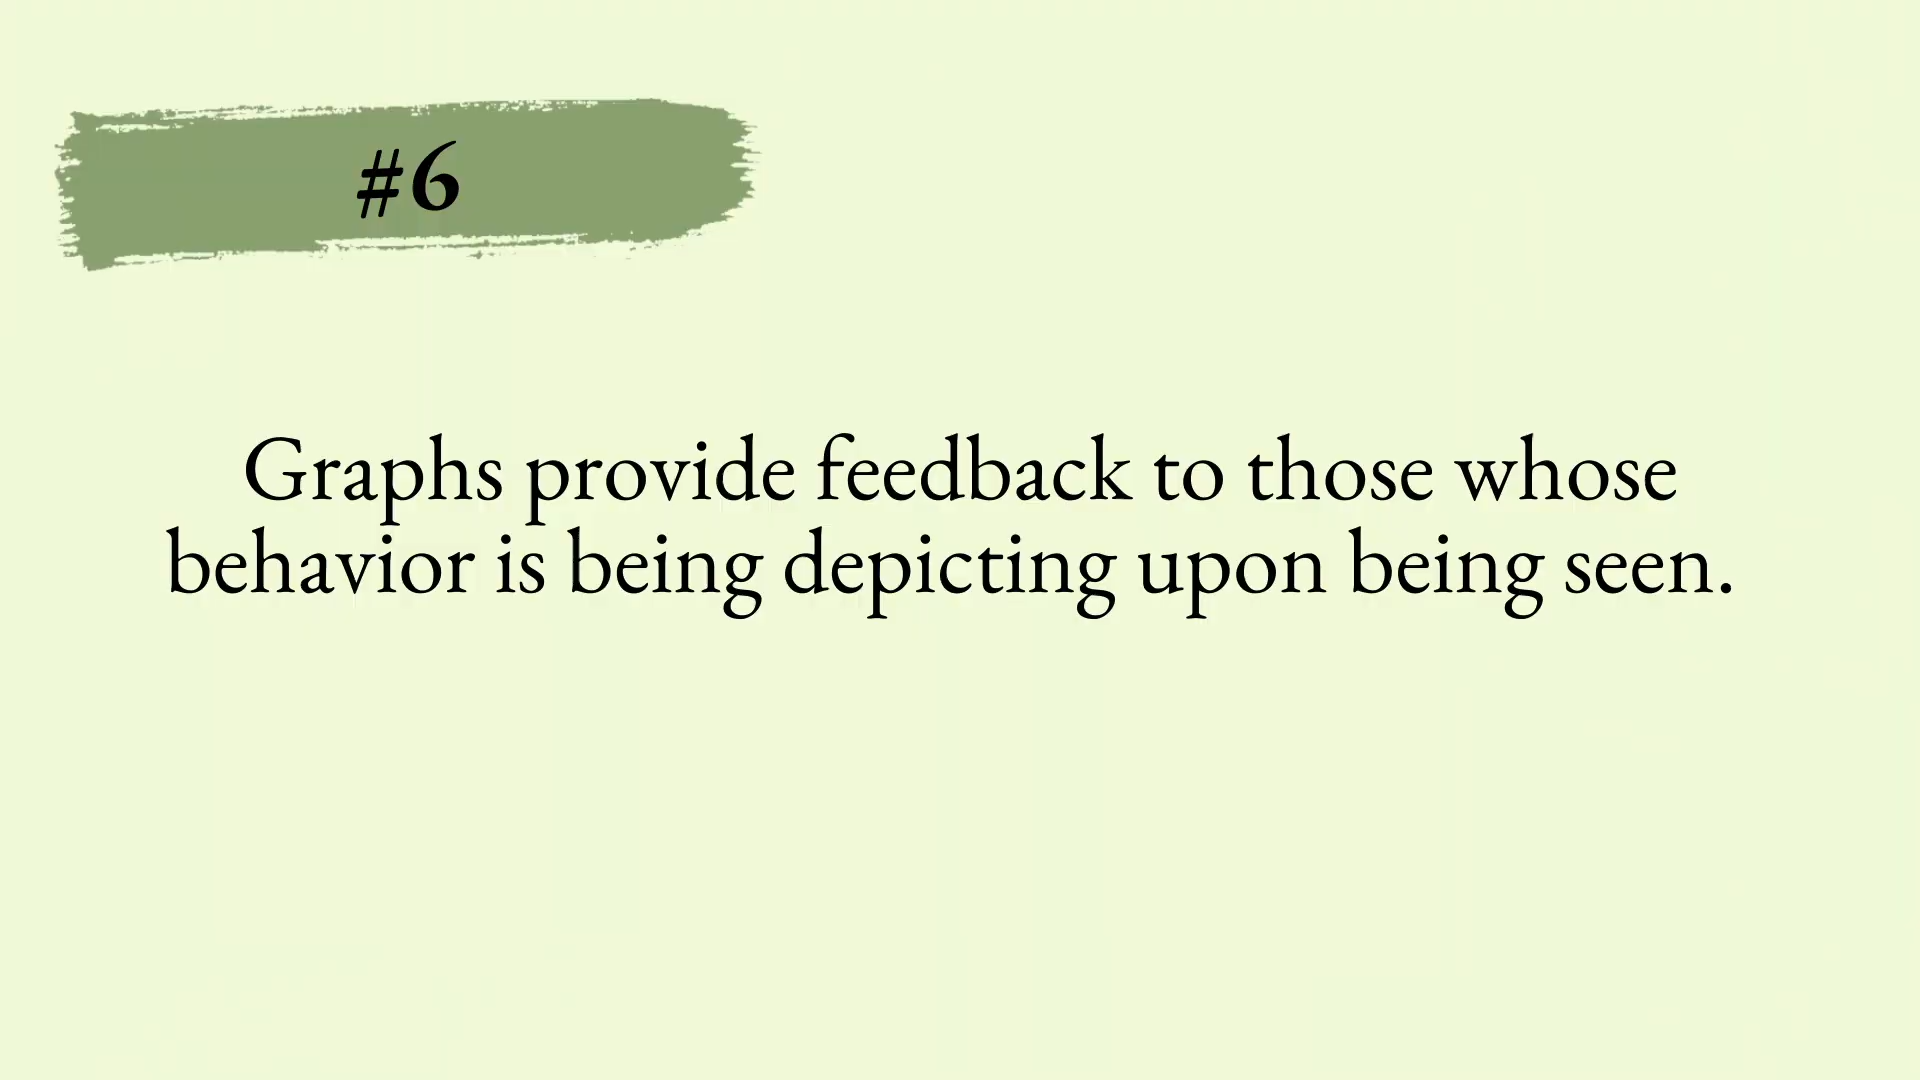 #6
Graphs provide feedback to those whose
behavior is being depicting upon being seen.